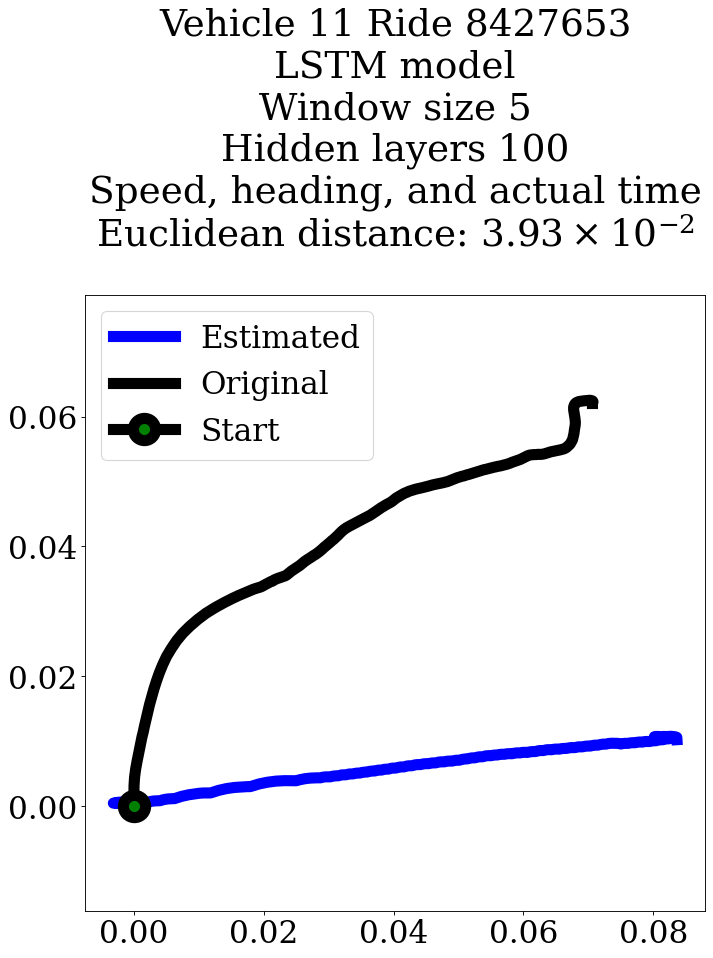 Vehicle 11 Ride 8427653
LSTM model
Window size 5
Hidden layers 100
Speed, heading, and actual time
Euclidean distance: 3.93 × 10⁻²
Estimated
Original
Start
0.06
0.04
0.02
0.00
0.00 0.02 0.04 0.06 0.08